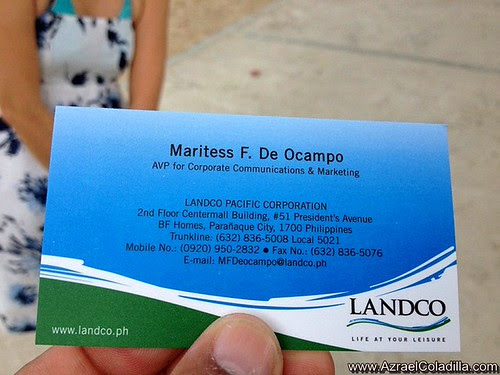 Maritess F. De Ocampo
AVP for Corporate Communications & Marketing
LANDCO PACIFIC CORPORATION
2nd Floor Centermall Building, #51 President's Avenue
BF Homes, Parañaque City, 1700 Philippines
Trunkline: (632) 836-5008 Local 5021
Mobile No.: (0920) 950-2832 ● Fax No.: (632) 836-5076
E-mail: MFDeocampo@landco.ph
LANDCO
LIFE AT YOUR LEISURE
www.landco.ph
www.AzraelColadilla.com